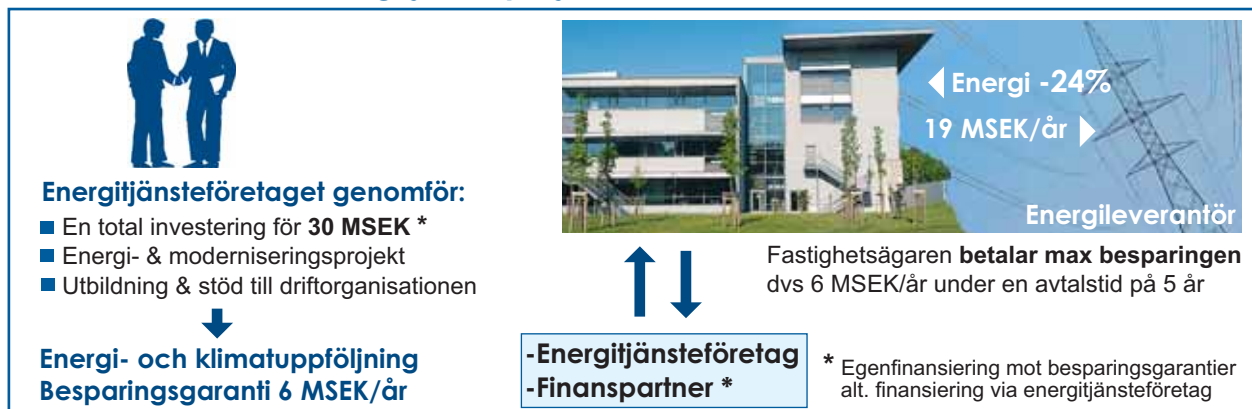 Energitjänsteföretaget genomför:
En total investering för 30 MSEK *
Energi- & moderniseringsprojekt
Utbildning & stöd till driftorganisationen
Energi- och klimatuppföljning
Besparingsgaranti 6 MSEK/år
Energi -24%
19 MSEK/år
Energileverantör
Fastighetsägaren betalar max besparingen
dvs 6 MSEK/år under en avtalstid på 5 år
-Energitjänsteföretag
-Finanspartner *
* Egenfinansiering mot besparingsgarantier
alt. finansiering via energitjänsteföretag